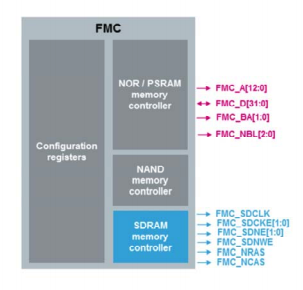 FMC
NOR / PSRAM
memory
controller
Configuration
registers
NAND
memory
controller
SDRAM
memory
controller
FMC_A[12:0]
FMC_D[31:0]
FMC_BA[1:0]
FMC_NBL[2:0]
FMC_SDCLK
FMC_SDCKE[1:0]
FMC_SDNE[1:0]
FMC_SDNWE
FMC_NRAS
FMC_NCAS